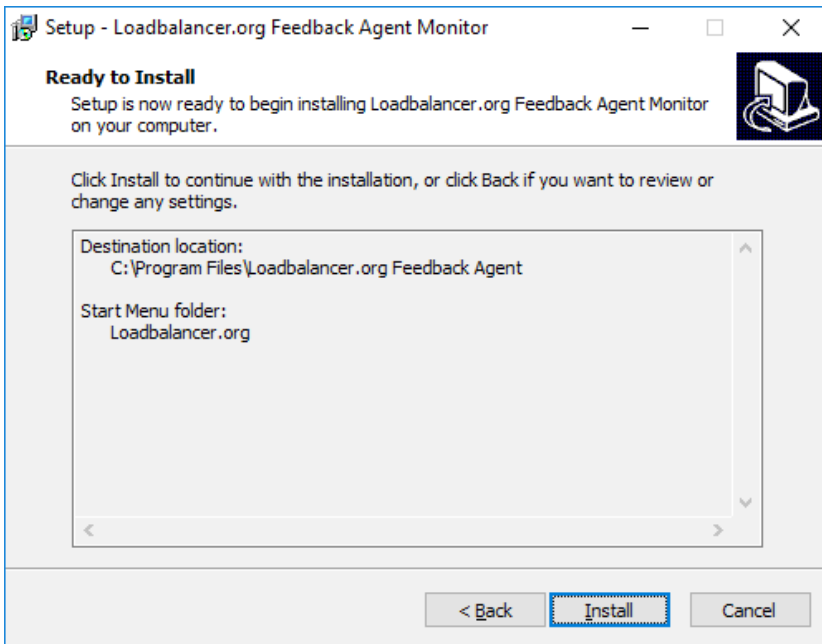 Setup - Loadbalancer.org Feedback Agent Monitor
Ready to Install
Setup is now ready to begin installing Loadbalancer.org Feedback Agent Monitor
on your computer.
Click Install to continue with the installation, or click Back if you want to review or
change any settings.
Destination location:
C:\Program Files\Loadbalancer.org Feedback Agent
Start Menu folder:
Loadbalancer.org
< Back Install Cancel